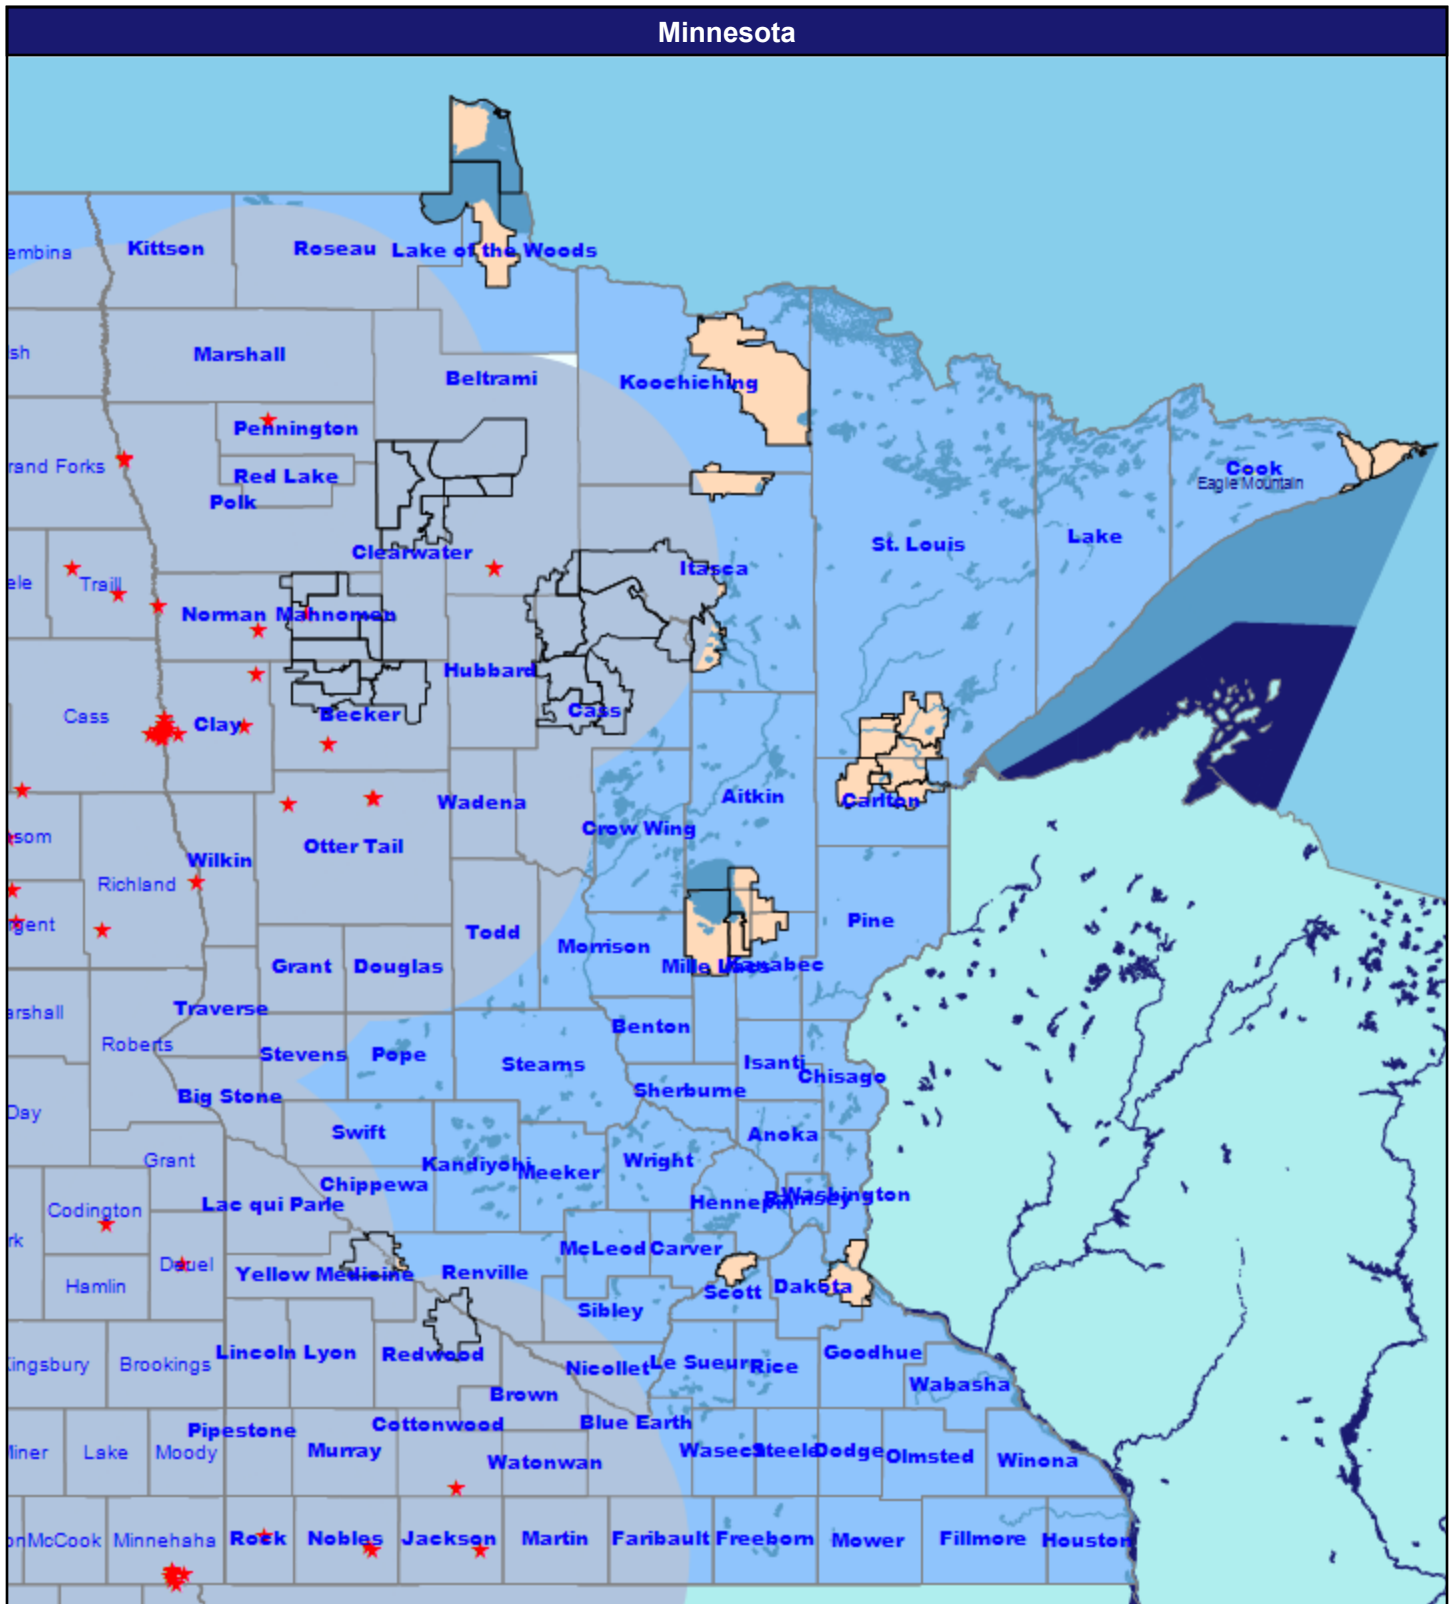 Minnesota
embina
Kittson
Roseau
Lake of the Woods
sh
Marshall
Beltrami
Koochiching
rand Forks
Pennington
Red Lake
Polk
Cook
Eagle Mountain
Clearwater
St. Louis
Lake
Itasca
ele
Traill
Norman
Mahnomen
Hubbard
Cass
Clay
Becker
Cass
Wadena
Aitkin
Carlton
Crow Wing
som
Otter Tail
Wilkin
Richland
rgent
Todd
Morrison
Pine
Grant
Douglas
Mille Lacs
Kanabec
arshall
Traverse
Roberts
Benton
Stevens
Pope
Stearns
Isanti
Chisago
Big Stone
Sherburne
Day
Swift
Anoka
Grant
Kandiyohi
Meeker
Wright
Chippewa
Codington
Lac qui Parle
Hennepin
Ramsey
Washington
rk
Deuel
McLeod
Carver
Hamlin
Yellow Medicine
Renville
Scott
Dakota
Sibley
Kingsbury
Brookings
Lincoln
Lyon
Redwood
Nicollet
Le Sueur
Rice
Goodhue
Brown
Wabasha
Pipestone
Cottonwood
Blue Earth
Miner
Lake
Moody
Murray
Watonwan
Waseca
Steele
Dodge
Olmsted
Winona
on
McCook
Minnehaha
Rock
Nobles
Jackson
Martin
Faribault
Freeborn
Mower
Fillmore
Houston